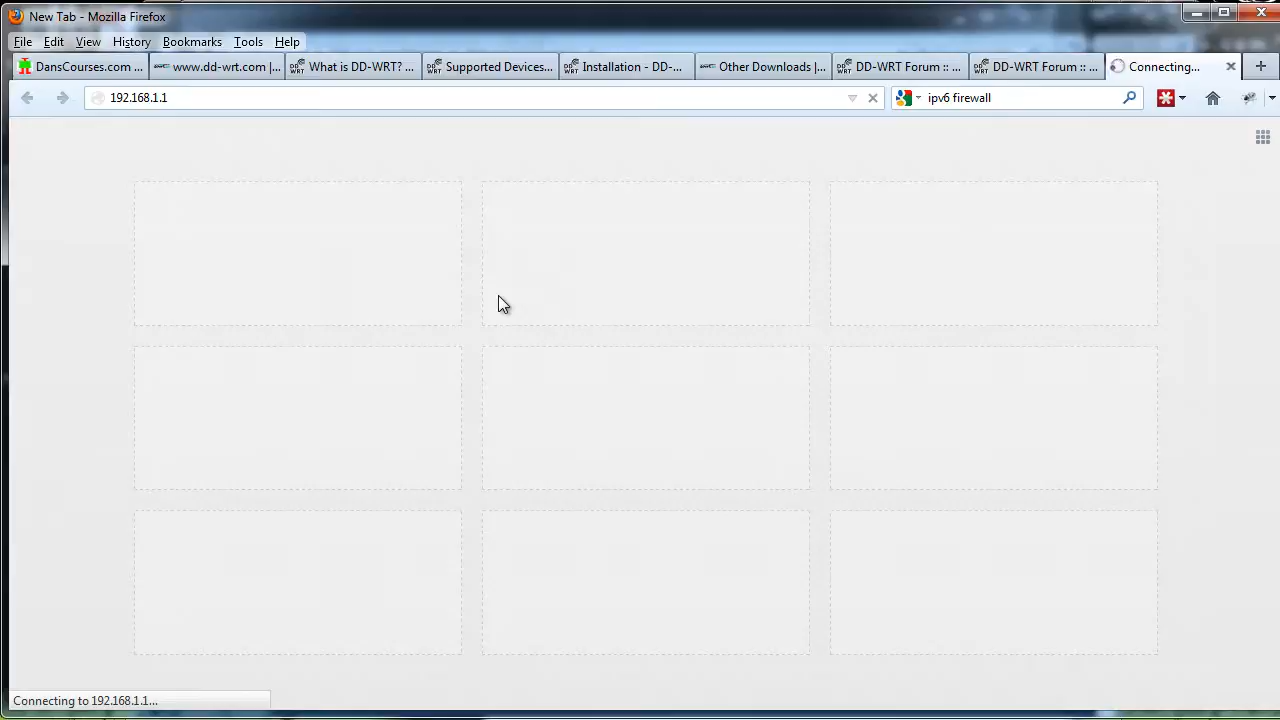 New Tab - Mozilla Firefox
File Edit View History Bookmarks Tools Help
DansCourses.com ... www.dd-wrt.com |... What is DD-WRT? ... Supported Devices... Installation - DD-... Other Downloads |... DD-WRT Forum :: ... DD-WRT Forum :: ... Connecting...
192.168.1.1 ipv6 firewall
Connecting to 192.168.1.1...